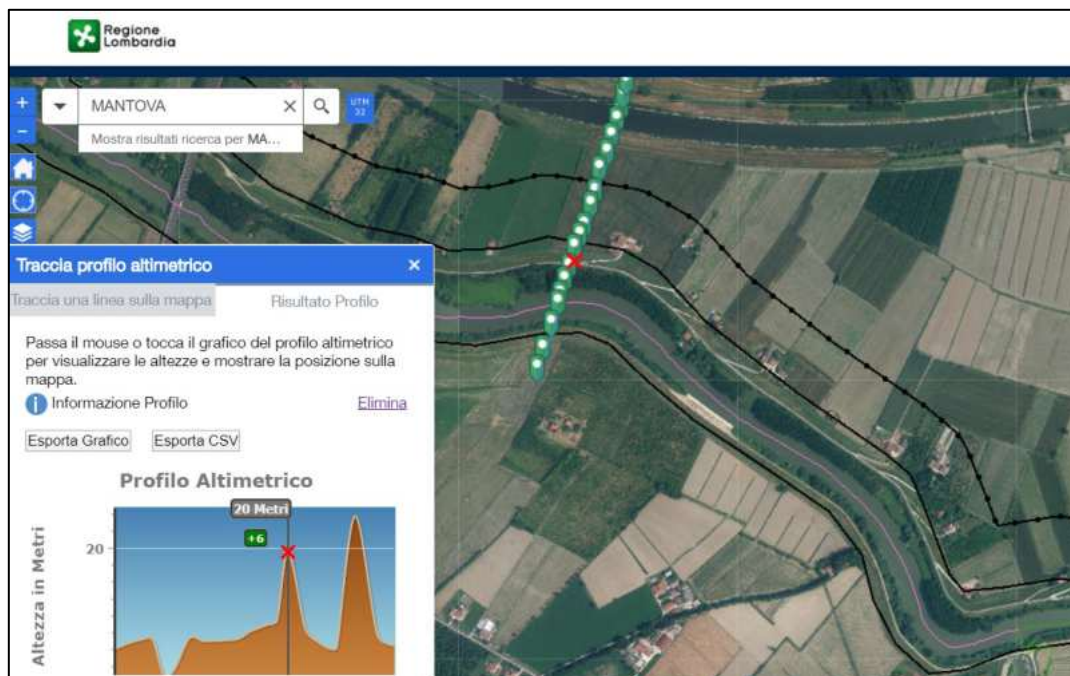 Regione
Lombardia
+
MANTOVA
UTM
32
−
Mostra risultati ricerca per MA...
Traccia profilo altimetrico
Traccia una linea sulla mappa
Risultato Profilo
Passa il mouse o tocca il grafico del profilo altimetrico
per visualizzare le altezze e mostrare la posizione sulla
mappa.
Informazione Profilo
Elimina
Esporta Grafico
Esporta CSV
Profilo Altimetrico
20 Metri
+6
20
Altezza in Metri